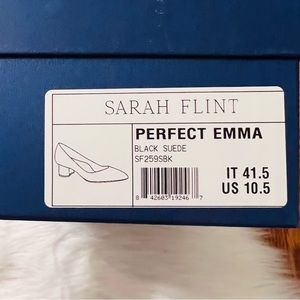 SARAH FLINT
PERFECT EMMA
BLACK SUEDE
SF259SBK
IT 41.5
US 10.5
8 42603 19246 7